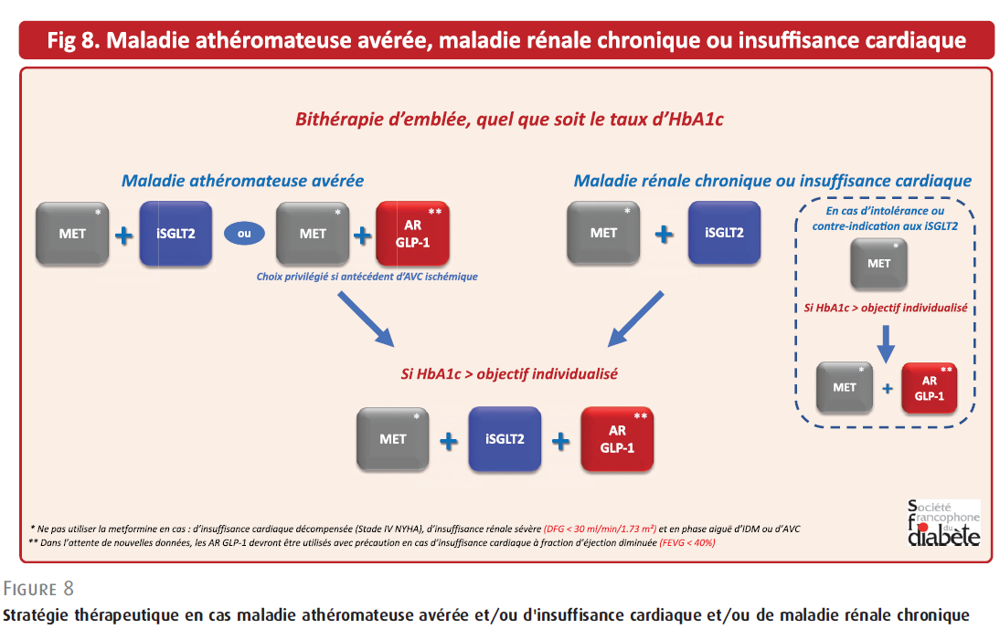 Fig 8. Maladie athéromateuse avérée, maladie rénale chronique ou insuffisance cardiaque
Bithérapie d’emblée, quel que soit le taux d’HbA1c
Maladie athéromateuse avérée
MET *
+
iSGLT2
ou
MET *
+
AR **
GLP-1
Choix privilégié si antécédent d’AVC ischémique
Maladie rénale chronique ou insuffisance cardiaque
MET *
+
iSGLT2
En cas d’intolérance ou
contre-indication aux iSGLT2
MET *
Si HbA1c > objectif individualisé
MET *
+
AR **
GLP-1
Si HbA1c > objectif individualisé
MET *
+
iSGLT2
+
AR **
GLP-1
* Ne pas utiliser la metformine en cas : d’insuffisance cardiaque décompensée (Stade IV NYHA), d’insuffisance rénale sévère (DFG < 30 ml/min/1.73 m²) et en phase aiguë d’IDM ou d’AVC
** Dans l’attente de nouvelles données, les AR GLP-1 devront être utilisés avec précaution en cas d’insuffisance cardiaque à fraction d’éjection diminuée (FEVG < 40%)
Société
francophone
du
diabète
FIGURE 8
Stratégie thérapeutique en cas maladie athéromateuse avérée et/ou d'insuffisance cardiaque et/ou de maladie rénale chronique